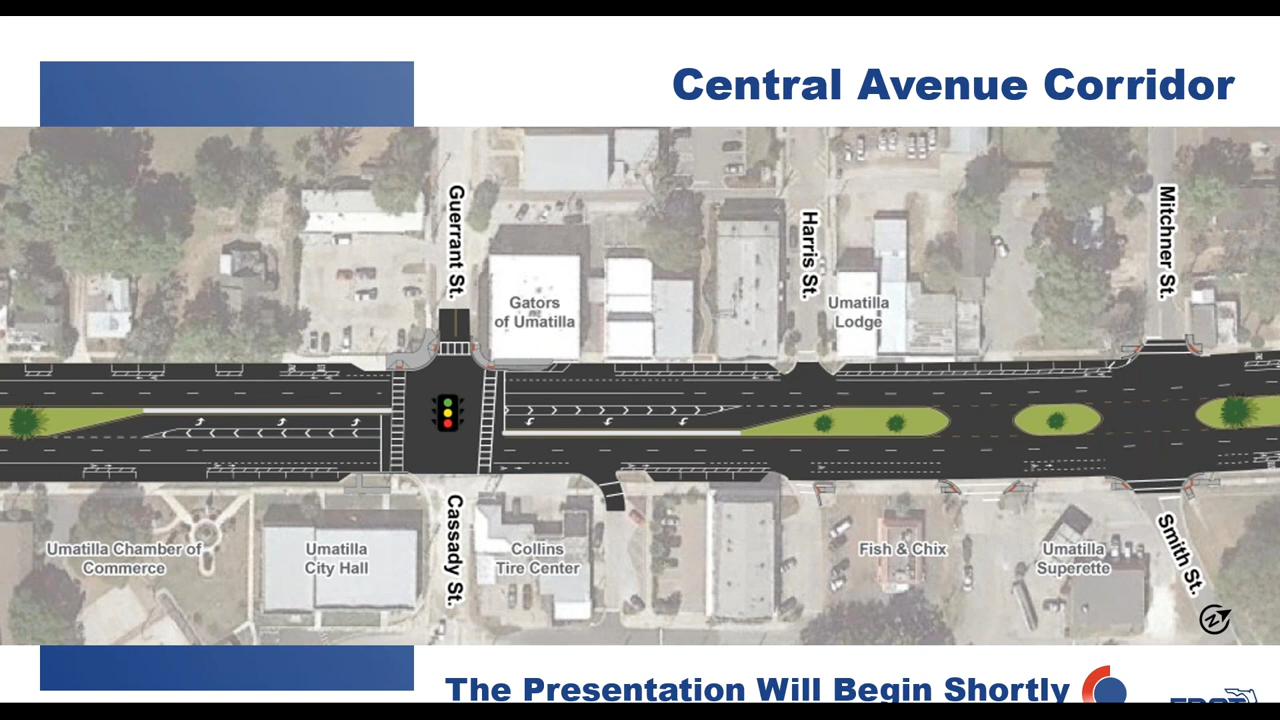 Central Avenue Corridor
Guerrant St.
Harris St.
Mitchner St.
Gators
of Umatilla
Umatilla
Lodge
Cassady St.
Smith St.
Umatilla Chamber of
Commerce
Umatilla
City Hall
Collins
Tire Center
Fish & Chix
Umatilla
Superette
Z
The Presentation Will Begin Shortly